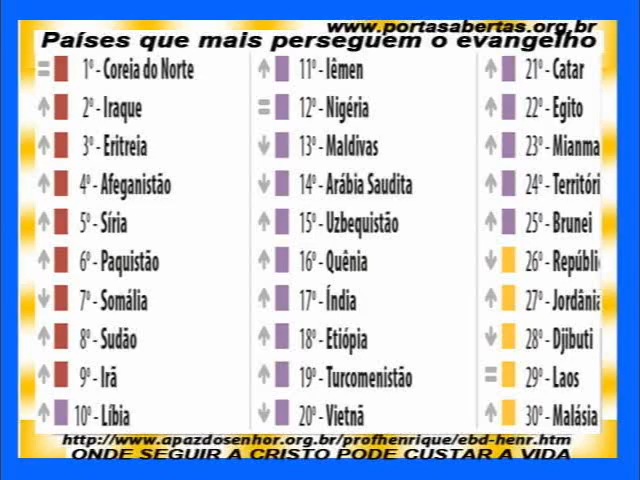 www.portasabertas.org.br
Países que mais perseguem o evangelho
1º - Coreia do Norte
2º - Iraque
3º - Eritreia
4º - Afeganistão
5º - Síria
6º - Paquistão
7º - Somália
8º - Sudão
9º - Irã
10º - Líbia
11º - Iêmen
12º - Nigéria
13º - Maldivas
14º - Arábia Saudita
15º - Uzbequistão
16º - Quênia
17º - Índia
18º - Etiópia
19º - Turcomenistão
20º - Vietnã
21º - Catar
22º - Egito
23º - Mianma
24º - Territóri
25º - Brunei
26º - Repúbli
27º - Jordânia
28º - Djibuti
29º - Laos
30º - Malásia
http://www.apazdosenhor.org.br/profhenrique/ebd-henr.htm
ONDE SEGUIR A CRISTO PODE CUSTAR A VIDA